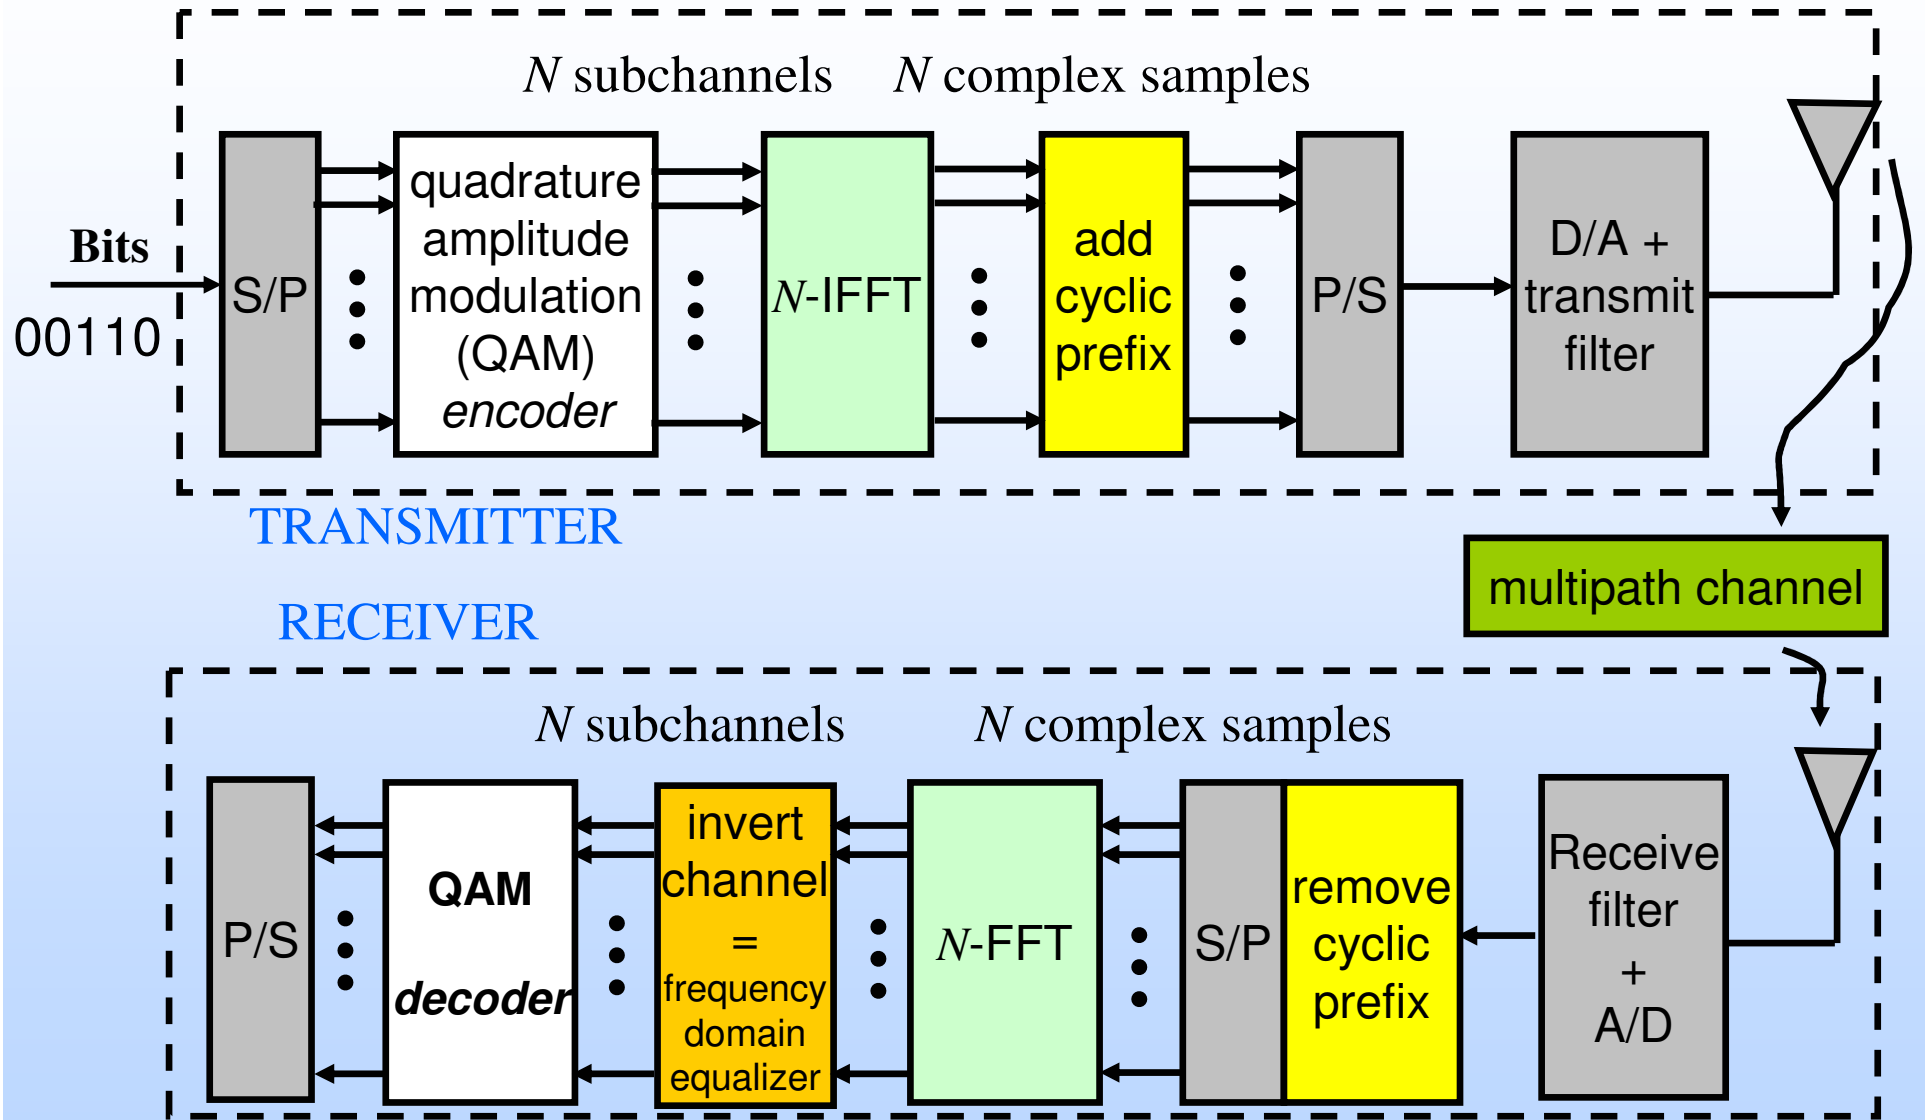 N subchannels
N complex samples
Bits
00110
S/P
quadrature
amplitude
modulation
(QAM)
encoder
N-IFFT
add
cyclic
prefix
P/S
D/A +
transmit
filter
TRANSMITTER
multipath channel
RECEIVER
N subchannels
N complex samples
P/S
QAM
decoder
invert
channel
=
frequency
domain
equalizer
N-FFT
S/P
remove
cyclic
prefix
Receive
filter
+
A/D